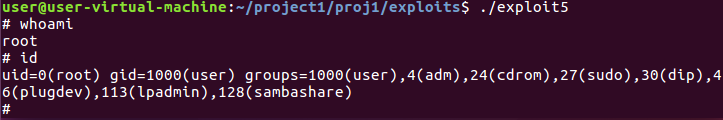 user@user-virtual-machine:~/project1/proj1/exploits$ ./exploit5
# whoami
root
# id
uid=0(root) gid=1000(user) groups=1000(user),4(adm),24(cdrom),27(sudo),30(dip),4
6(plugdev),113(lpadmin),128(sambashare)
#